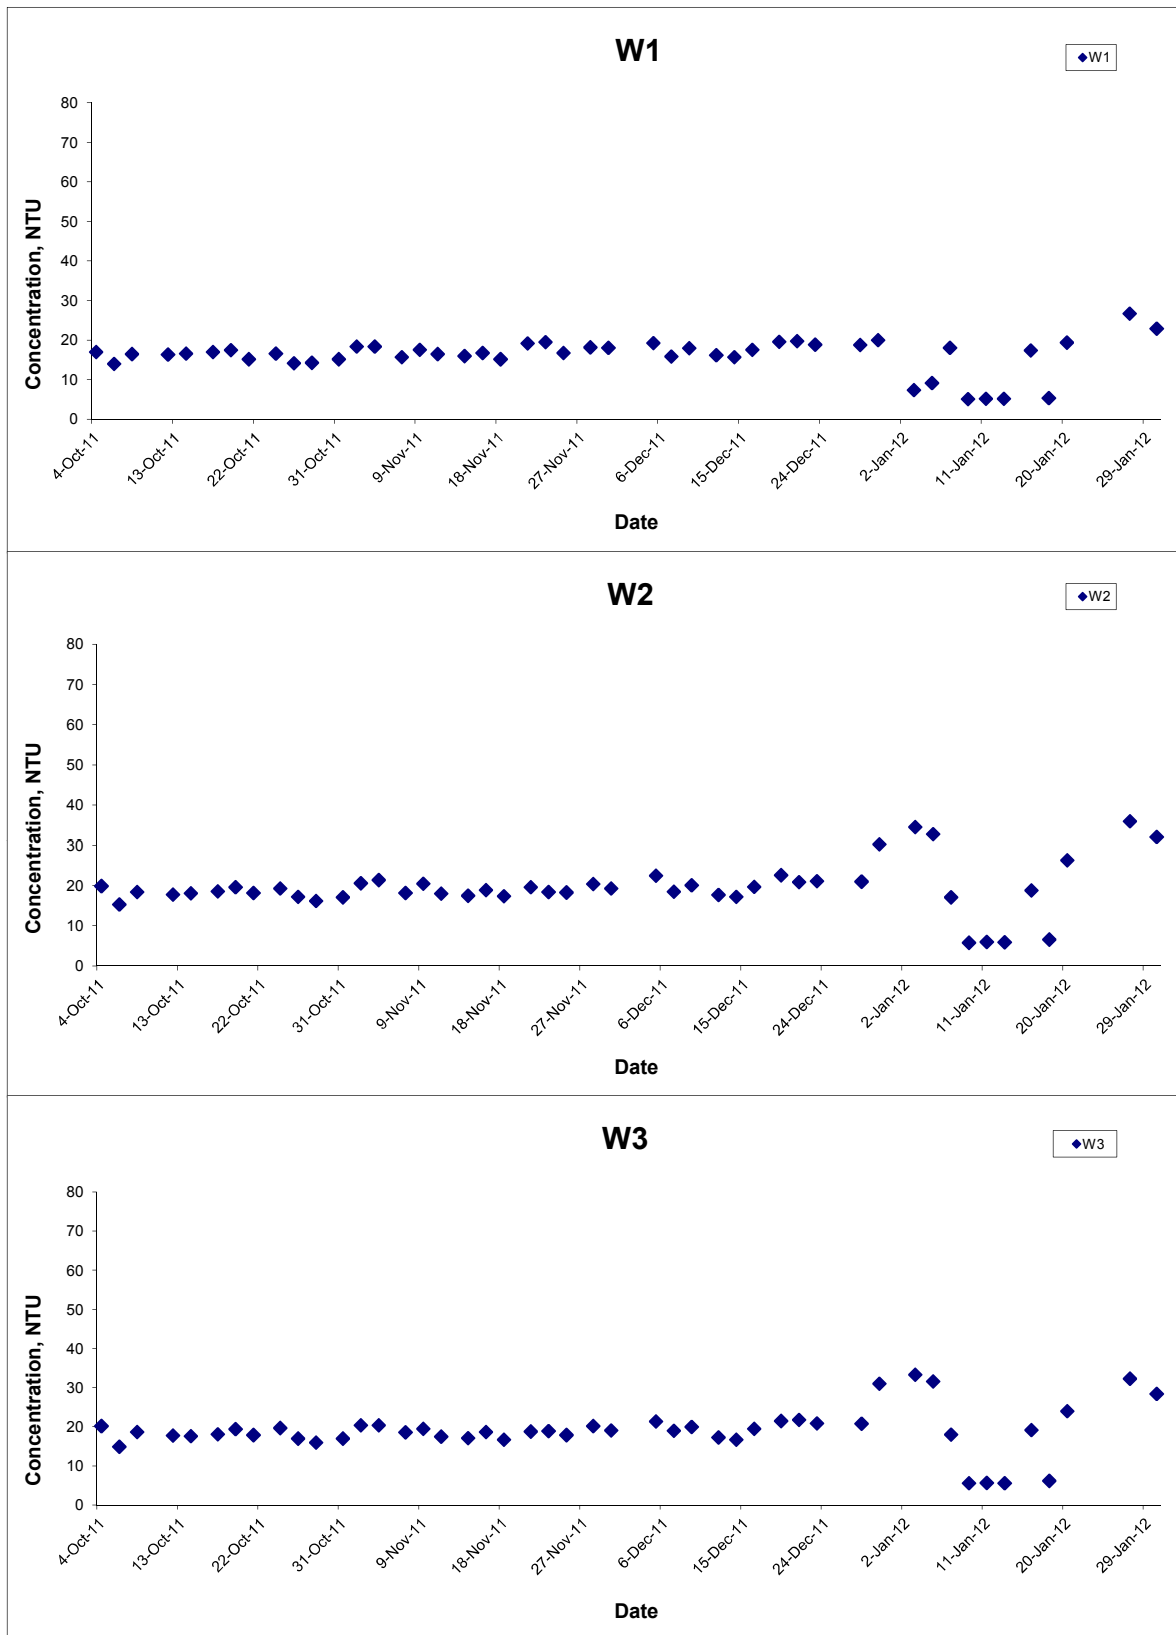 W1
W1
80
70
60
50
40
30
20
10
0
Concentration, NTU
4-Oct-11
13-Oct-11
22-Oct-11
31-Oct-11
9-Nov-11
18-Nov-11
27-Nov-11
6-Dec-11
15-Dec-11
24-Dec-11
2-Jan-12
11-Jan-12
20-Jan-12
29-Jan-12
Date
W2
W2
80
70
60
50
40
30
20
10
0
Concentration, NTU
4-Oct-11
13-Oct-11
22-Oct-11
31-Oct-11
9-Nov-11
18-Nov-11
27-Nov-11
6-Dec-11
15-Dec-11
24-Dec-11
2-Jan-12
11-Jan-12
20-Jan-12
29-Jan-12
Date
W3
W3
80
70
60
50
40
30
20
10
0
Concentration, NTU
4-Oct-11
13-Oct-11
22-Oct-11
31-Oct-11
9-Nov-11
18-Nov-11
27-Nov-11
6-Dec-11
15-Dec-11
24-Dec-11
2-Jan-12
11-Jan-12
20-Jan-12
29-Jan-12
Date